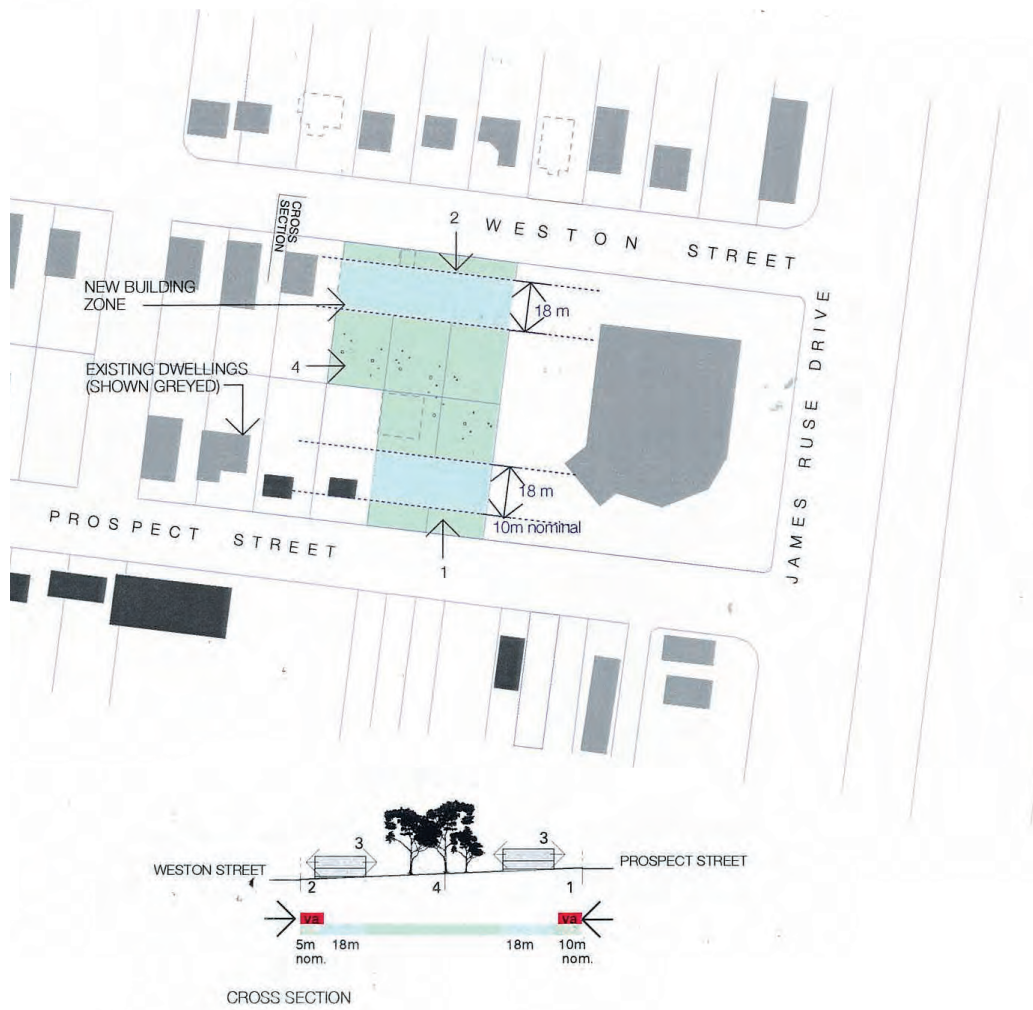 2
WESTON STREET
CROSS
SECTION
NEW BUILDING
ZONE
18 m
4
EXISTING DWELLINGS
(SHOWN GREYED)
JAMES RUSE DRIVE
18 m
10m nominal
PROSPECT STREET
1
3
3
WESTON STREET
PROSPECT STREET
2
4
1
va
va
5m
nom.
18m
18m
10m
nom.
CROSS SECTION